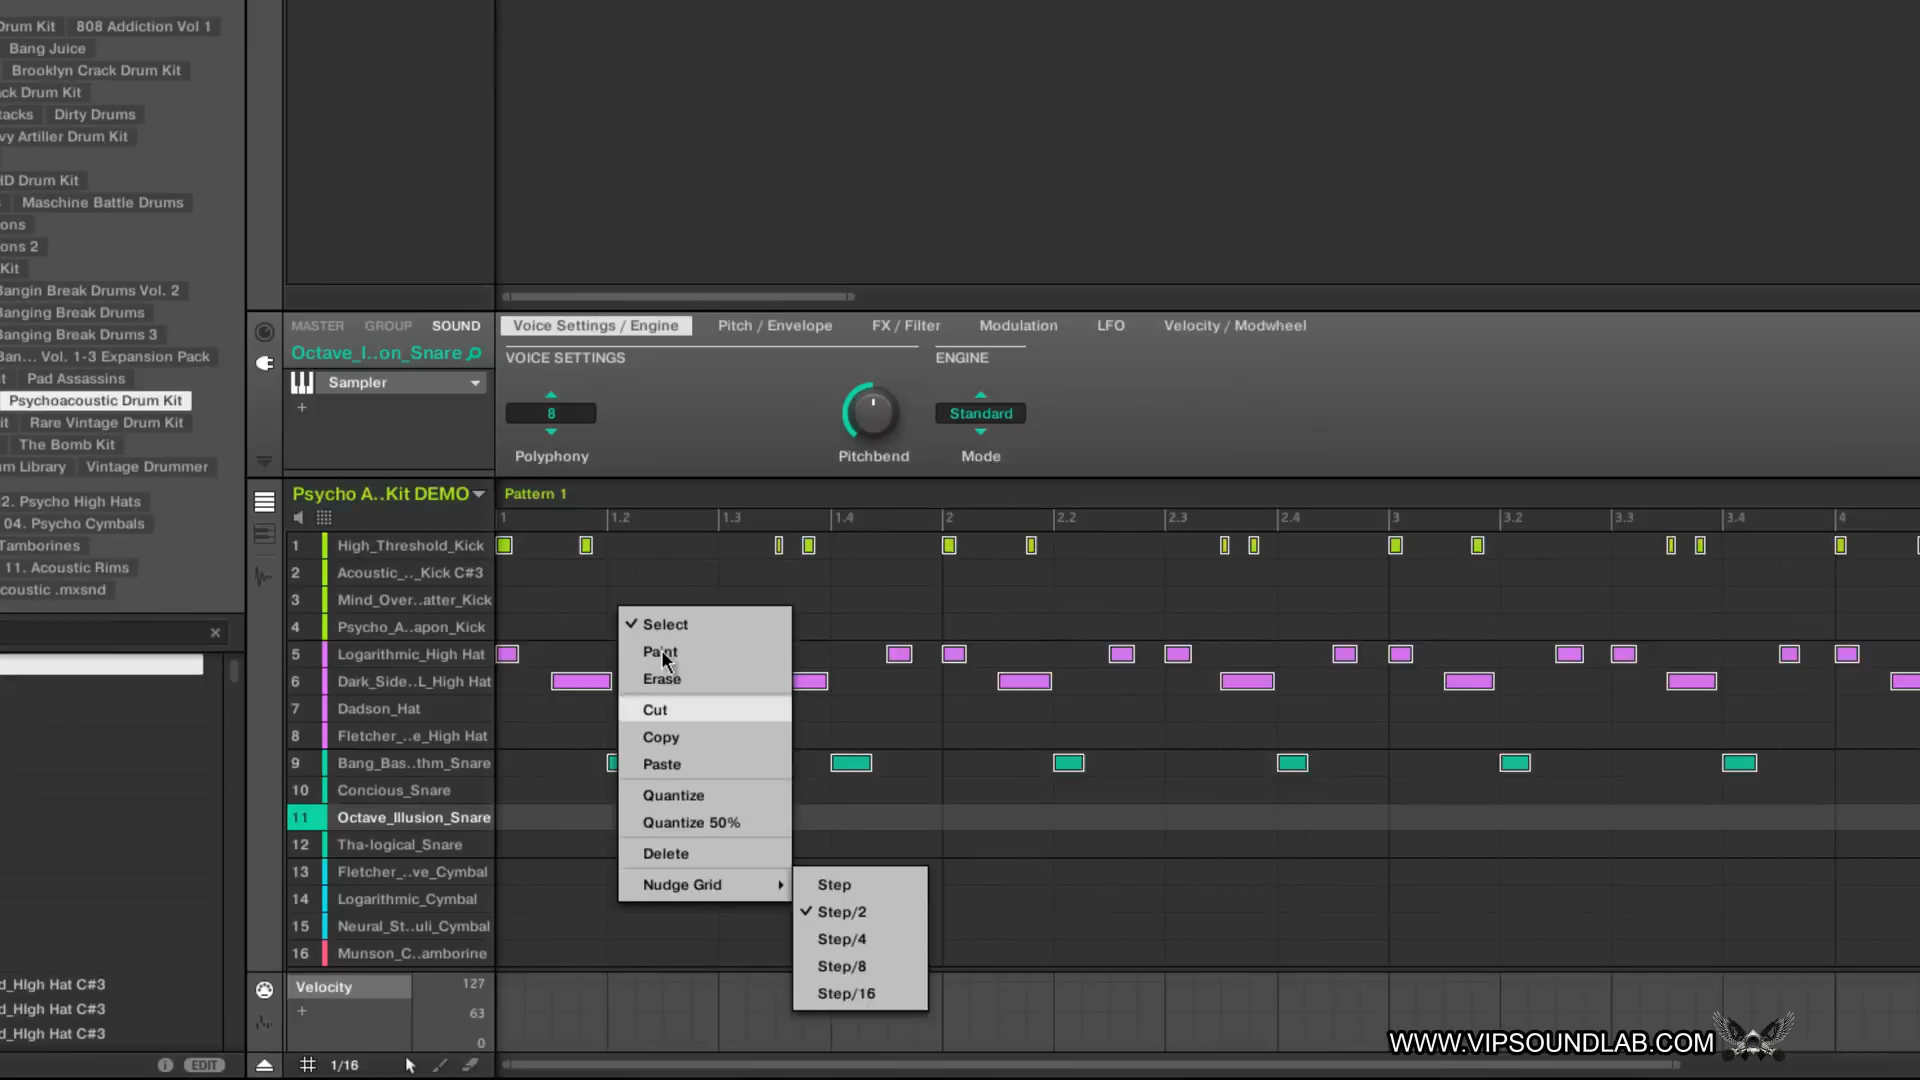 Drum Kit 808 Addiction Vol 1
Bang Juice
Brooklyn Crack Drum Kit
ack Drum Kit
tacks Dirty Drums
vy Artiller Drum Kit
HD Drum Kit
Maschine Battle Drums
ons
ons 2
Kit
Bangin Break Drums Vol. 2
Banging Break Drums
Banging Break Drums 3
Ban... Vol. 1-3 Expansion Pack
t Pad Assassins
Psychoacoustic Drum Kit
it Rare Vintage Drum Kit
The Bomb Kit
m Library Vintage Drummer
2. Psycho High Hats
04. Psycho Cymbals
Tamborines
11. Acoustic Rims
coustic .mxsnd
d_HIgh Hat C#3
d_HIgh Hat C#3
d_HIgh Hat C#3
EDIT
MASTER GROUP SOUND
Octave_I..on_Snare
Sampler
+
Voice Settings / Engine Pitch / Envelope FX / Filter Modulation LFO Velocity / Modwheel
VOICE SETTINGS ENGINE
8 Standard
Polyphony Pitchbend Mode
Psycho A..Kit DEMO Pattern 1
1 1.2 1.3 1.4 2 2.2 2.3 2.4 3 3.2 3.3 3.4 4
1 High_Threshold_Kick
2 Acoustic_.._Kick C#3
3 Mind_Over..atter_Kick
4 Psycho_A..apon_Kick
5 Logarithmic_High Hat
6 Dark_Side..L_High Hat
7 Dadson_Hat
8 Fletcher_..e_High Hat
9 Bang_Bas..thm_Snare
10 Concious_Snare
11 Octave_Illusion_Snare
12 Tha-logical_Snare
13 Fletcher_..ve_Cymbal
14 Logarithmic_Cymbal
15 Neural_St..uli_Cymbal
16 Munson_C..amborine
Select
Paint
Erase
Cut
Copy
Paste
Quantize
Quantize 50%
Delete
Nudge Grid
Step
Step/2
Step/4
Step/8
Step/16
Velocity 127
+ 63
0
1/16
WWW.VIPSOUNDLAB.COM